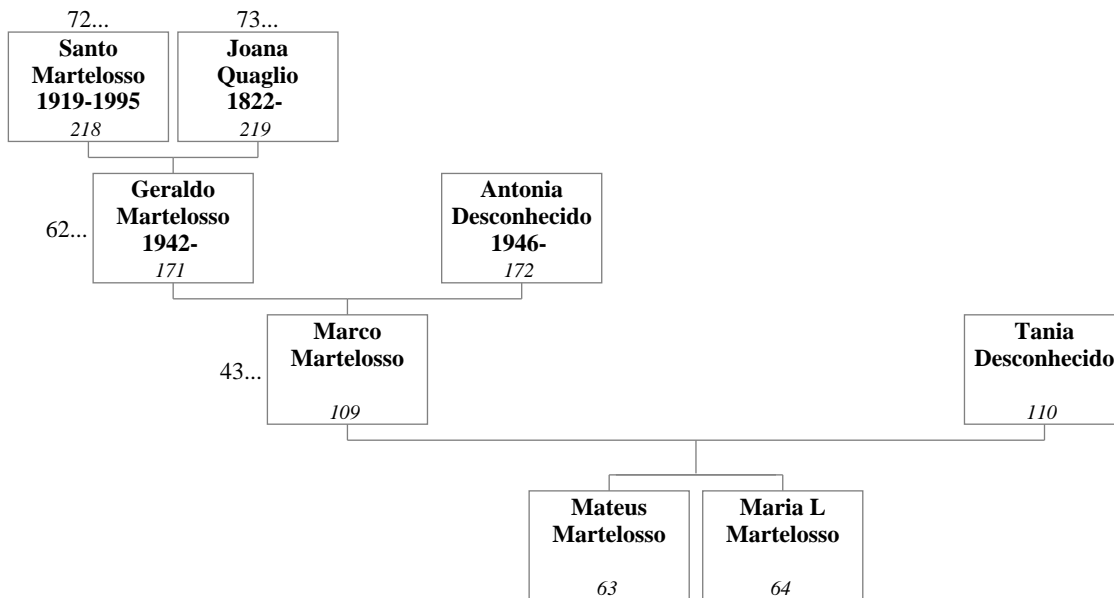 72...
73...
Santo
Martelosso
1919-1995
218
Joana
Quaglio
1822-
219
62...
Geraldo
Martelosso
1942-
171
Antonia
Desconhecido
1946-
172
43...
Marco
Martelosso
109
Tania
Desconhecido
110
Mateus
Martelosso
63
Maria L
Martelosso
64